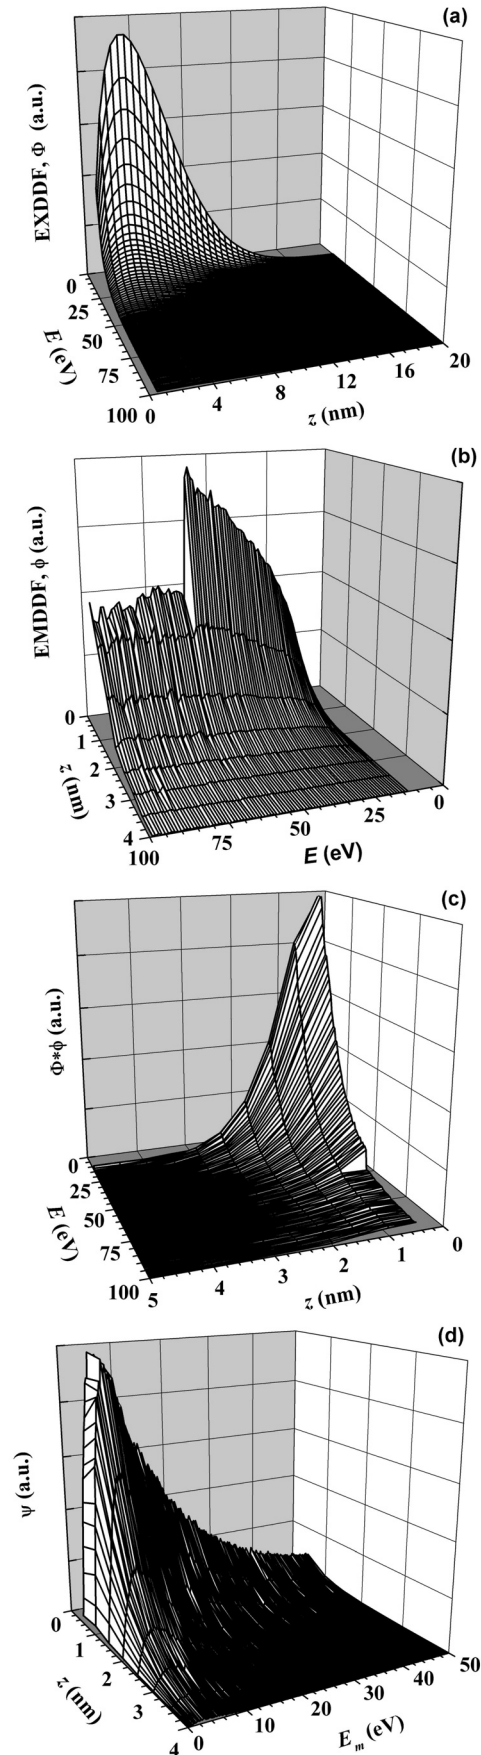 (a)
EXDDF, Φ (a.u.)
0
25
50
75
100
E (eV)
0
4
8
12
16
20
z (nm)
(b)
EMDDF, ϕ (a.u.)
0
1
2
3
4
z (nm)
100
75
50
25
0
E (eV)
(c)
Φ*ϕ (a.u.)
0
25
50
75
100
E (eV)
5
4
3
2
1
0
z (nm)
(d)
ψ (a.u.)
0
1
2
3
4
z (nm)
0
10
20
30
40
50
Eₘ (eV)